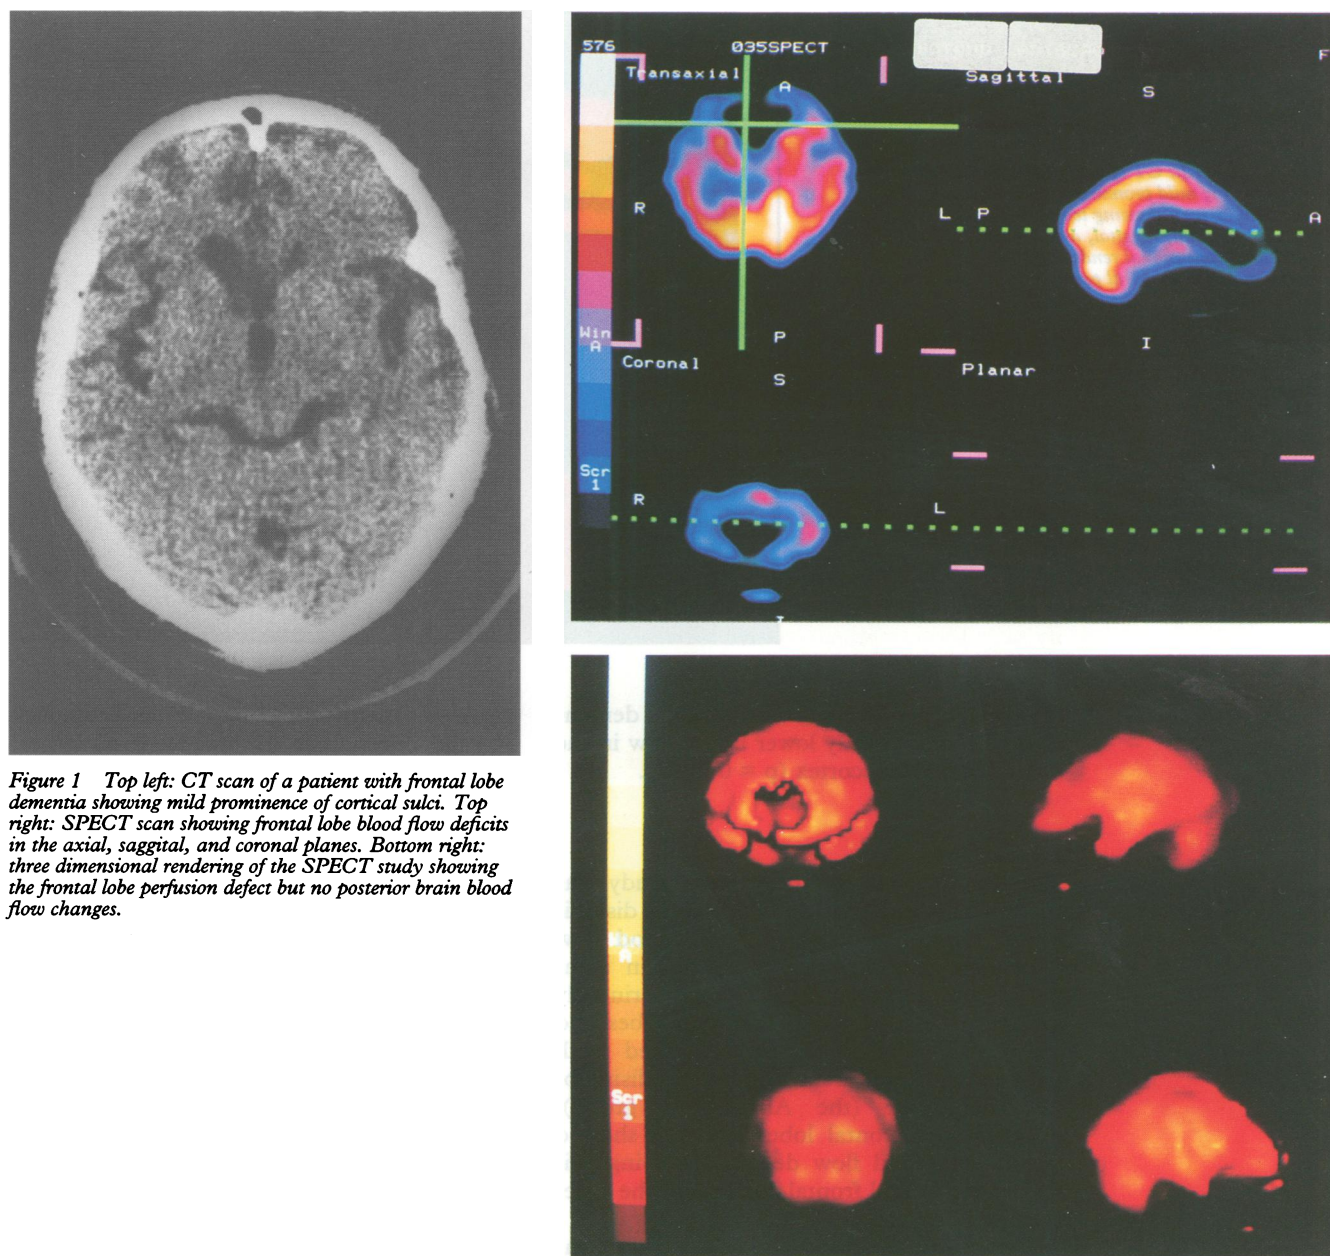 576
035SPECT
F
Transaxial
Sagittal
A
S
R
L
P
A
Win
A
P
I
Coronal
Planar
S
Scr
1
R
L
I
Win
A
Scr
1
Figure 1 Top left: CT scan of a patient with frontal lobe
dementia showing mild prominence of cortical sulci. Top
right: SPECT scan showing frontal lobe blood flow deficits
in the axial, saggital, and coronal planes. Bottom right:
three dimensional rendering of the SPECT study showing
the frontal lobe perfusion defect but no posterior brain blood
flow changes.